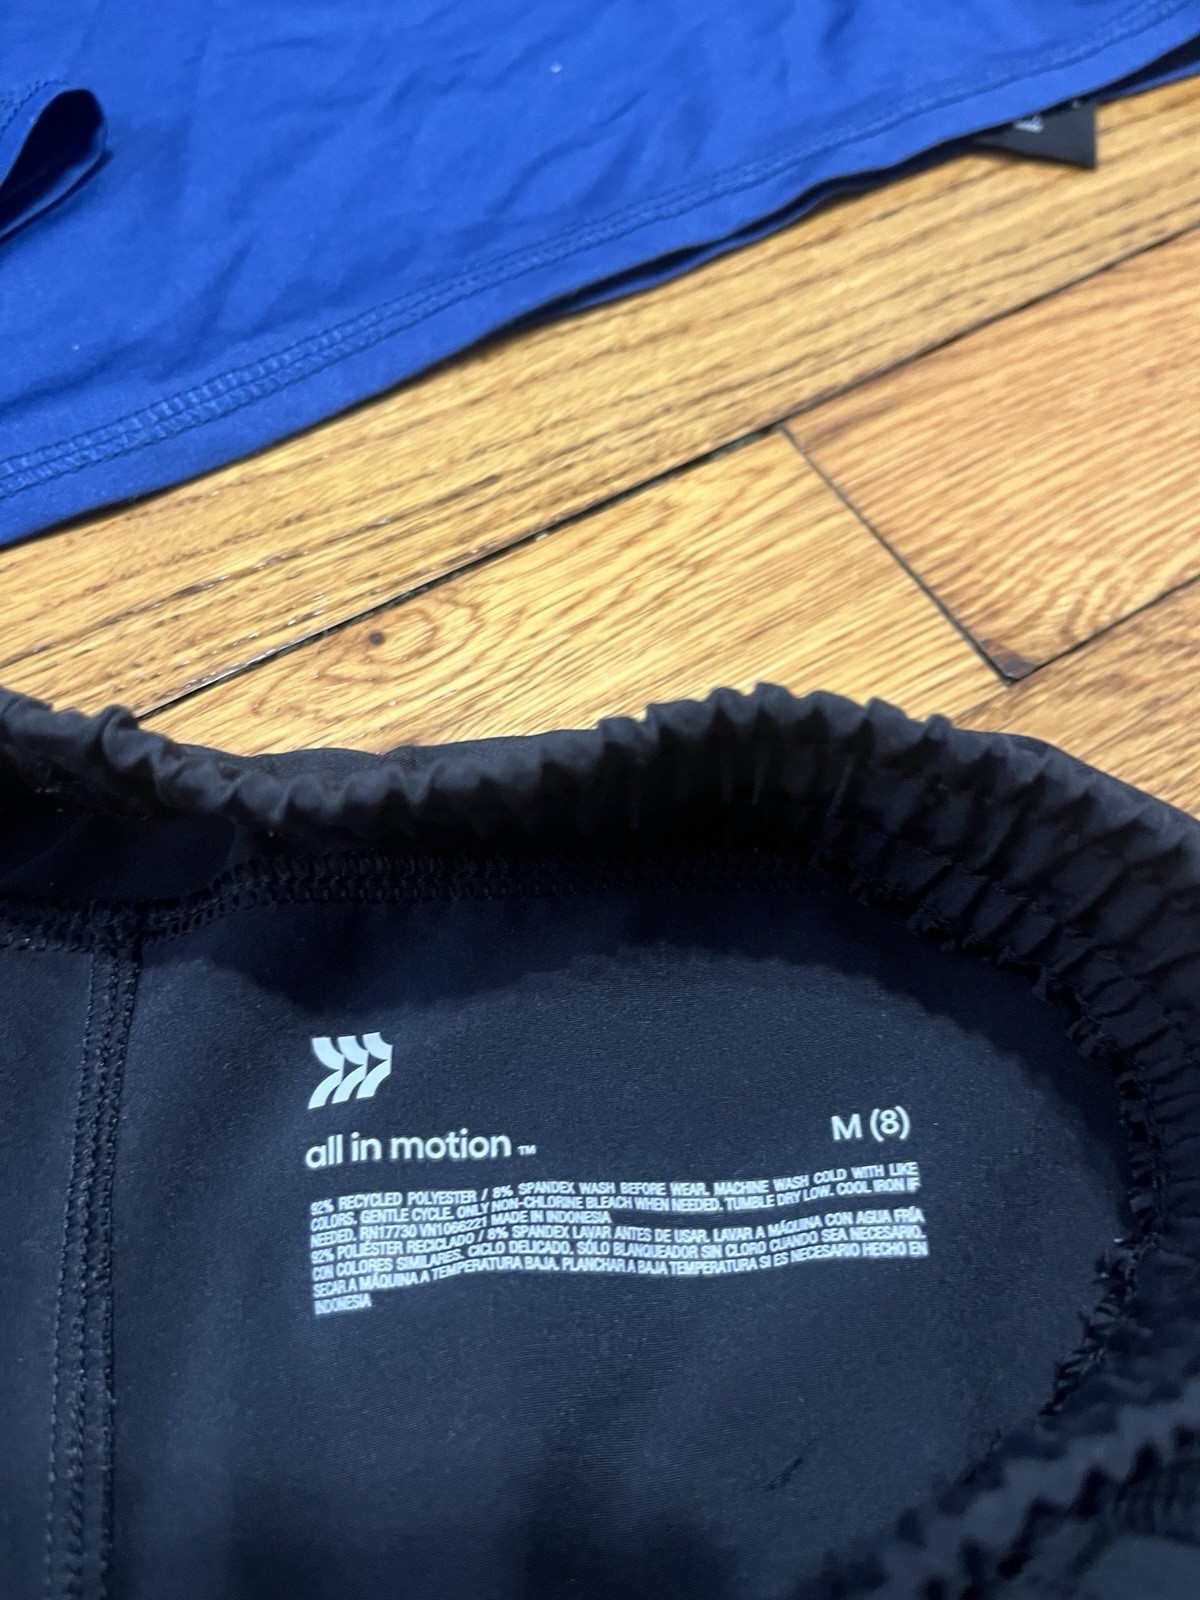 all in motion ™
M (8)
92% RECYCLED POLYESTER / 8% SPANDEX WASH BEFORE WEAR. MACHINE WASH COLD WITH LIKE
COLORS. GENTLE CYCLE. ONLY NON-CHLORINE BLEACH WHEN NEEDED. TUMBLE DRY LOW. COOL IRON IF
NEEDED. RN17730 VN1066221 MADE IN INDONESIA
92% POLIÉSTER RECICLADO / 8% SPANDEX LAVAR ANTES DE USAR. LAVAR A MÁQUINA CON AGUA FRÍA
CON COLORES SIMILARES. CICLO DELICADO. SÓLO BLANQUEADOR SIN CLORO CUANDO SEA NECESARIO.
SECAR A MÁQUINA A TEMPERATURA BAJA. PLANCHAR A BAJA TEMPERATURA SI ES NECESARIO HECHO EN
INDONESIA